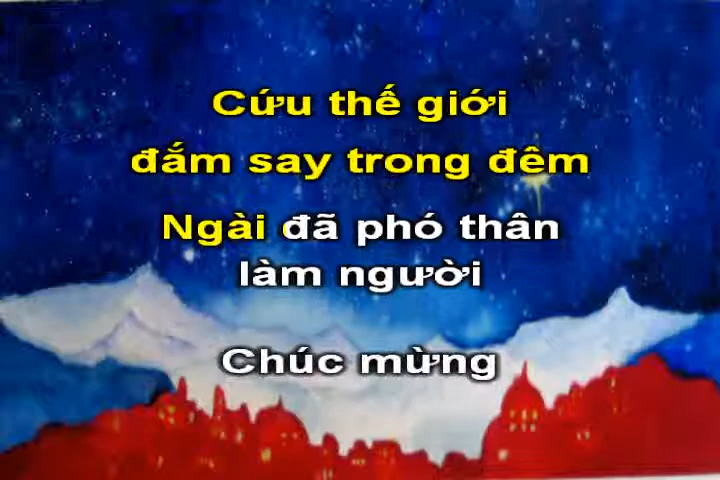 Cứu thế giới
đắm say trong đêm
Ngài đã phó thân
làm người
Chúc mừng